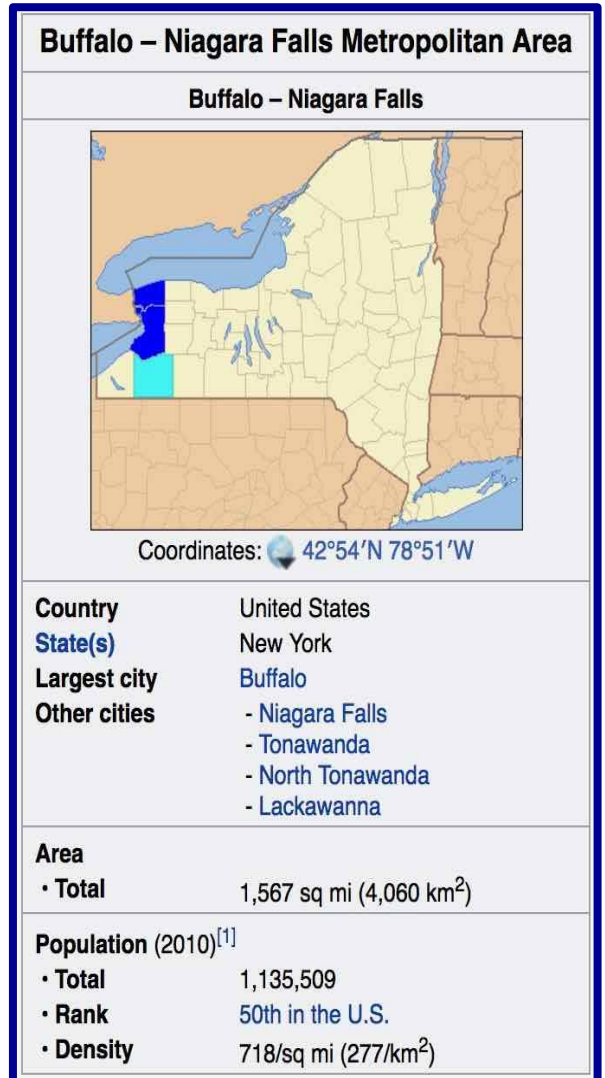 Buffalo – Niagara Falls Metropolitan Area
Buffalo – Niagara Falls
Coordinates: 42°54′N 78°51′W
Country United States
State(s) New York
Largest city Buffalo
Other cities - Niagara Falls
- Tonawanda
- North Tonawanda
- Lackawanna
Area
• Total 1,567 sq mi (4,060 km²)
Population (2010)[1]
• Total 1,135,509
• Rank 50th in the U.S.
• Density 718/sq mi (277/km²)